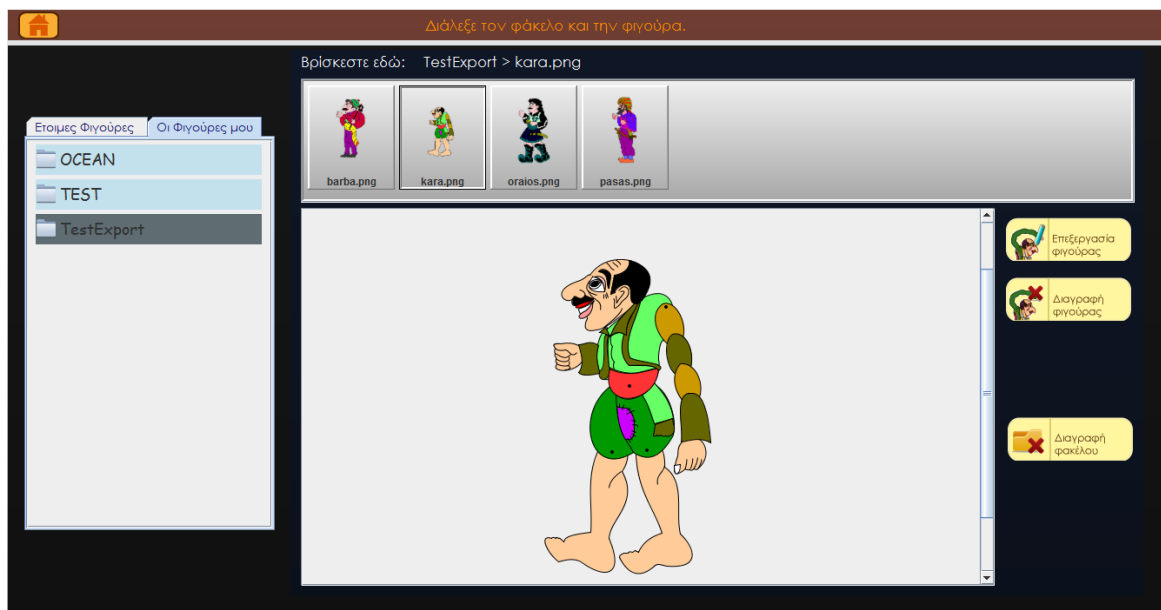 Διάλεξε τον φάκελο και την φιγούρα.
Βρίσκεστε εδώ: TestExport > kara.png
Ετοιμες Φιγούρες
Οι Φιγούρες μου
OCEAN
TEST
TestExport
barba.png
kara.png
oraios.png
pasas.png
Επεξεργασία
φιγούρας
Διαγραφή
φιγούρας
Διαγραφή
φακέλου